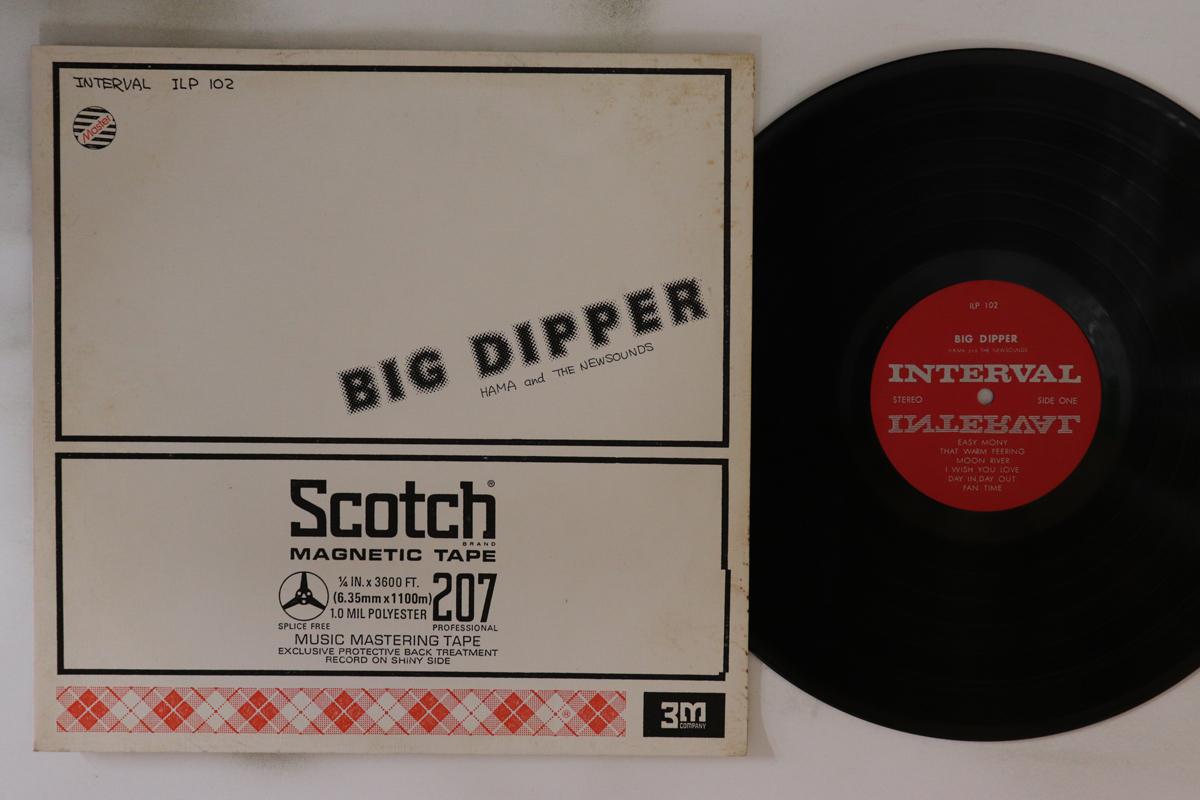 INTERVAL ILP 102
Master
BIG DIPPER
HAMA and THE NEWSOUNDS
Scotch®
BRAND
MAGNETIC TAPE
¼ IN. x 3600 FT.
(6.35mm x 1100m)
1.0 MIL POLYESTER
207
SPLICE FREE
PROFESSIONAL
MUSIC MASTERING TAPE
EXCLUSIVE PROTECTIVE BACK TREATMENT
RECORD ON SHINY SIDE
3M
COMPANY
ILP 102
BIG DIPPER
HAMA and THE NEWSOUNDS
INTERVAL
STEREO
SIDE ONE
INTERVAL
EASY MONY
THAT WARM FEERING
MOON RIVER
I WISH YOU LOVE
DAY IN,DAY OUT
FAN TIME